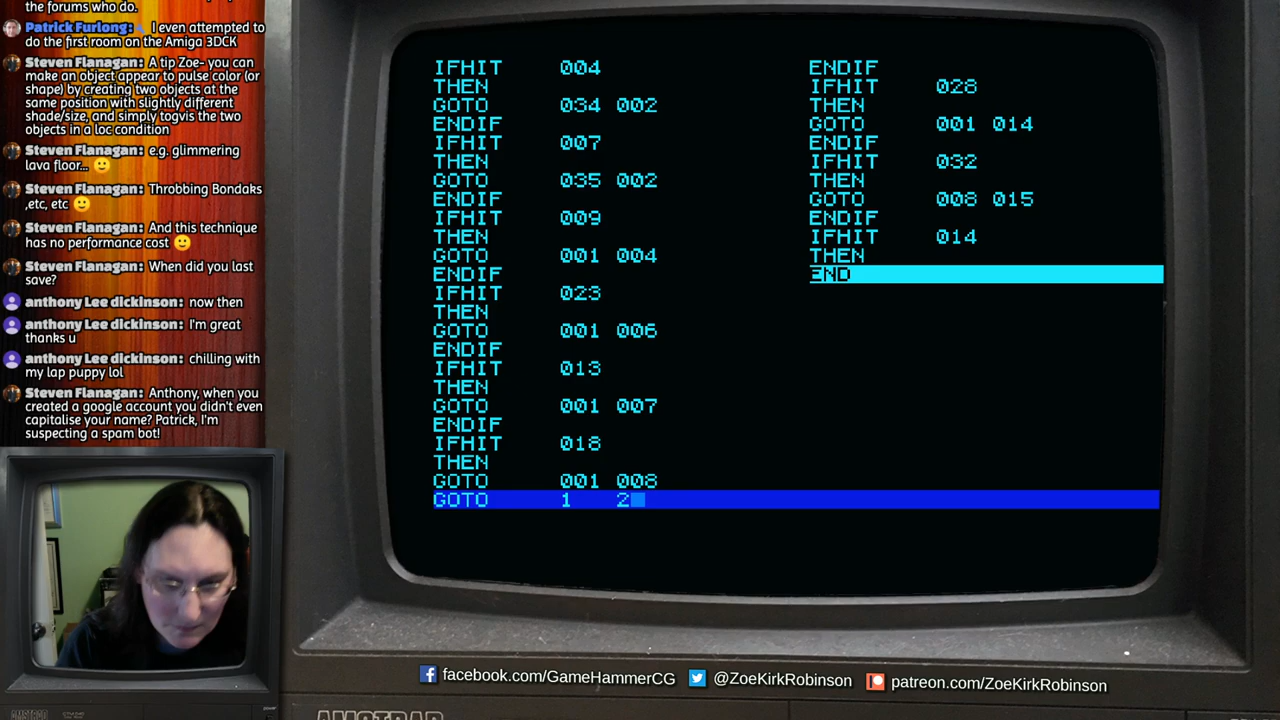 the forums who do.
Patrick Furlong: I even attempted to
do the first room on the Amiga 3DCK
Steven Flanagan: A tip Zoe- you can
make an object appear to pulse color (or
shape) by creating two objects at the
same position with slightly different
shade/size, and simply togvis the two
objects in a loc condition
Steven Flanagan: e.g. glimmering
lava floor... 🙂
Steven Flanagan: Throbbing Bondaks
,etc, etc 🙂
Steven Flanagan: And this technique
has no performance cost 🙂
Steven Flanagan: When did you last
save?
anthony Lee dickinson: now then
anthony Lee dickinson: I'm great
thanks u
anthony Lee dickinson: chilling with
my lap puppy lol
Steven Flanagan: Anthony, when you
created a google account you didn't even
capitalise your name? Patrick, I'm
suspecting a spam bot!
IFHIT 004
THEN
GOTO 034 002
ENDIF
IFHIT 007
THEN
GOTO 035 002
ENDIF
IFHIT 009
THEN
GOTO 001 004
ENDIF
IFHIT 023
THEN
GOTO 001 006
ENDIF
IFHIT 013
THEN
GOTO 001 007
ENDIF
IFHIT 018
THEN
GOTO 001 008
GOTO 1 2
ENDIF
IFHIT 028
THEN
GOTO 001 014
ENDIF
IFHIT 032
THEN
GOTO 008 015
ENDIF
IFHIT 014
THEN
END
facebook.com/GameHammerCG @ZoeKirkRobinson patreon.com/ZoeKirkRobinson
AMSTRAD